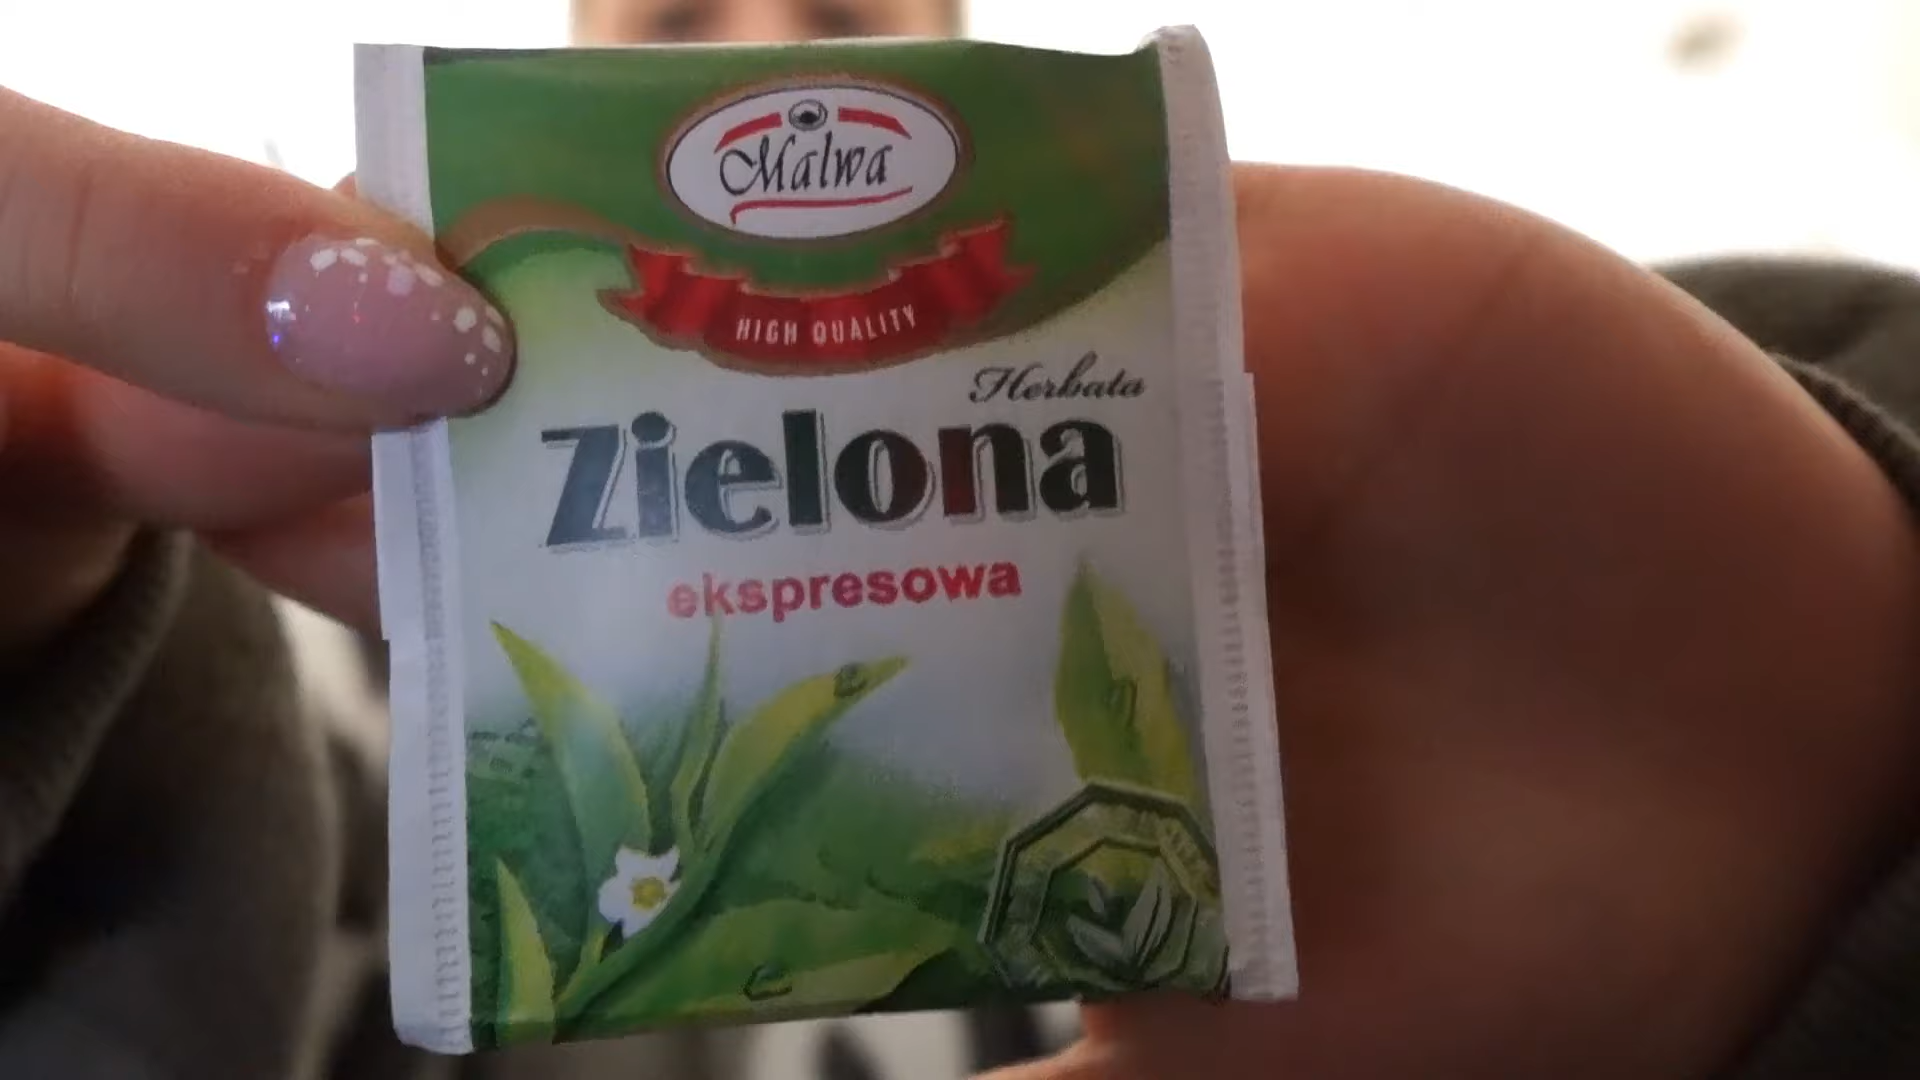 Malwa
HIGH QUALITY
Herbata
Zielona
ekspresowa